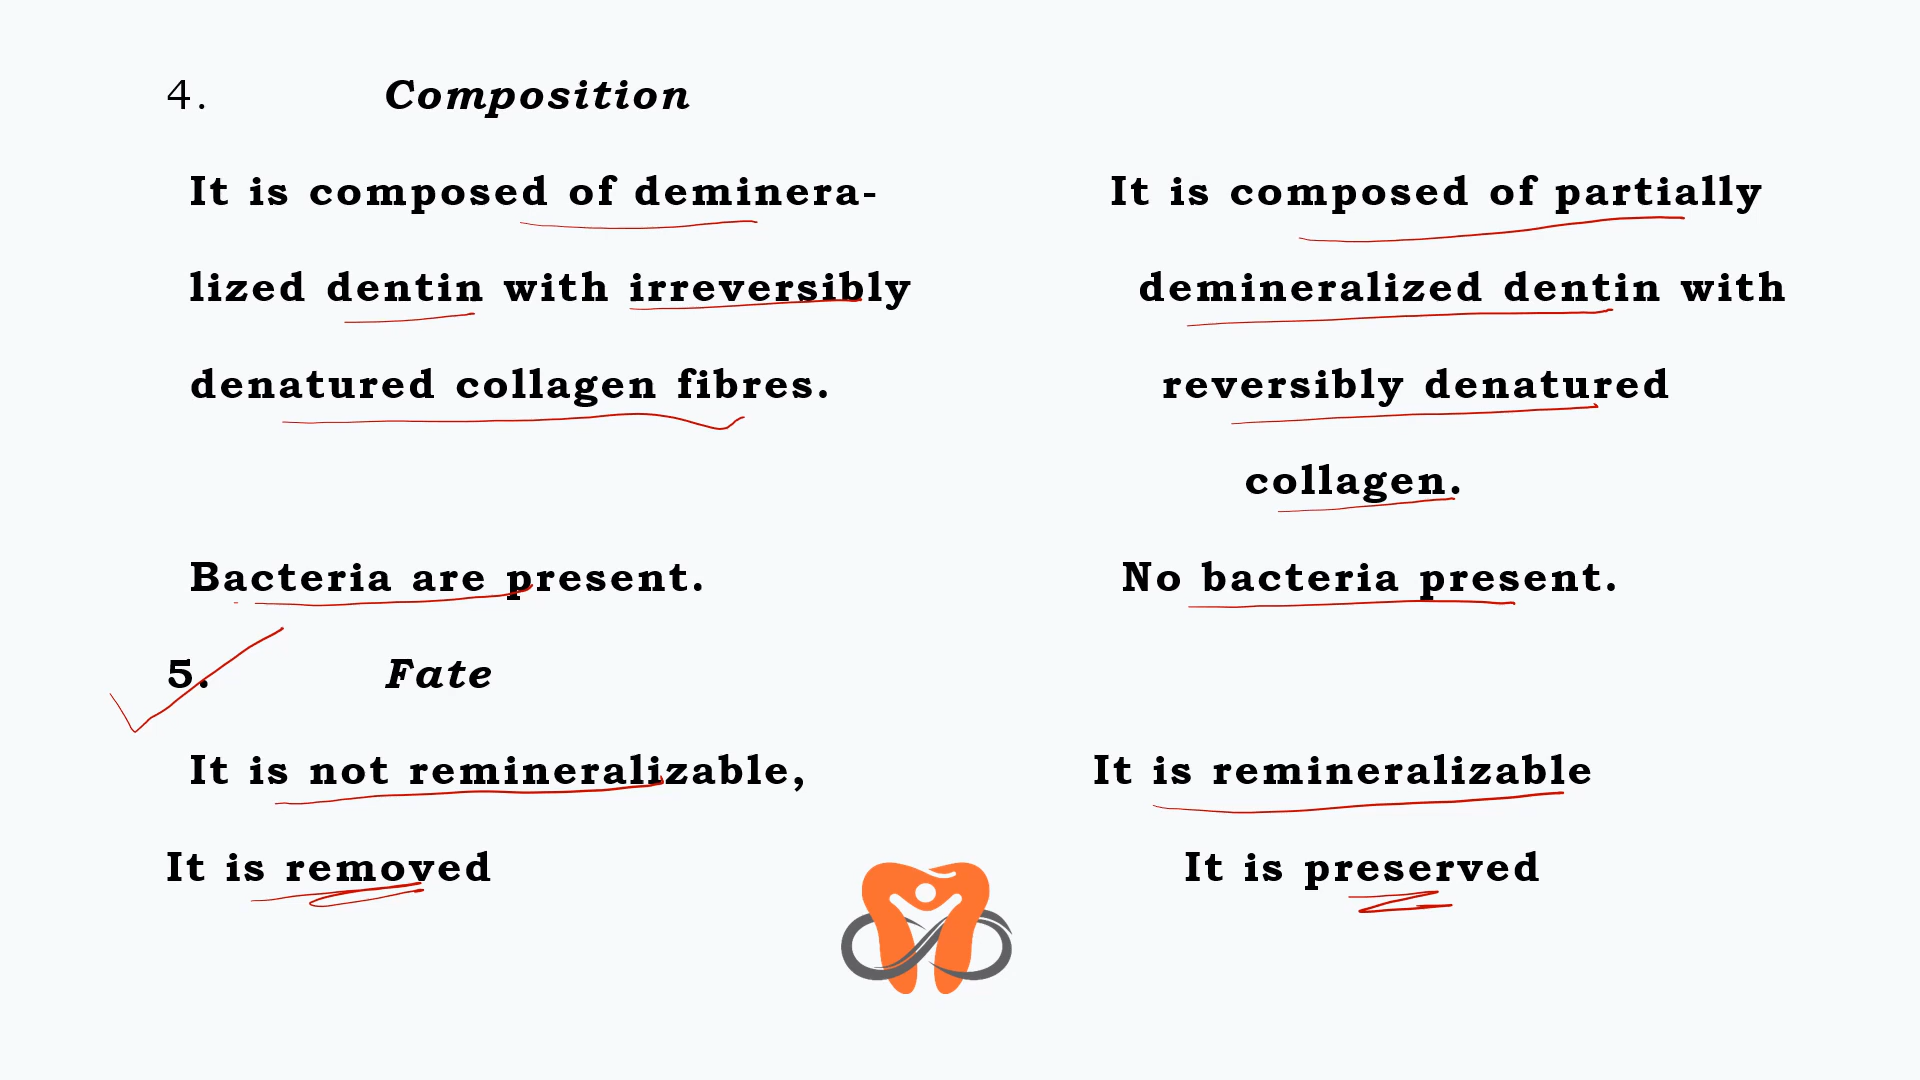 4. Composition
It is composed of deminera- It is composed of partially
lized dentin with irreversibly demineralized dentin with
denatured collagen fibres. reversibly denatured
collagen.
Bacteria are present. No bacteria present.
5. Fate
It is not remineralizable, It is remineralizable
It is removed It is preserved